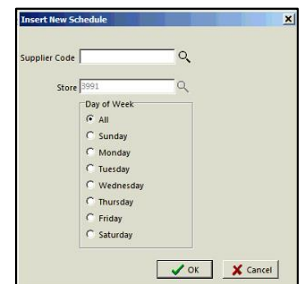 Insert New Schedule
Supplier Code
Store 3991
Day of Week
All
Sunday
Monday
Tuesday
Wednesday
Thursday
Friday
Saturday
OK Cancel